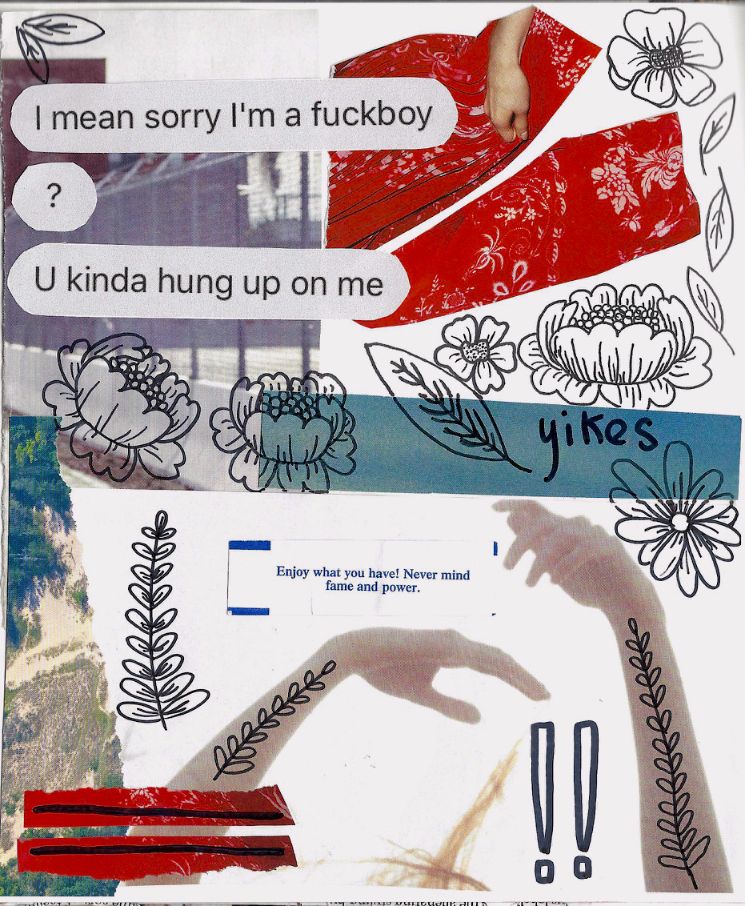 I mean sorry I'm a fuckboy
?
U kinda hung up on me
yikes
Enjoy what you have! Never mind
fame and power.
!!